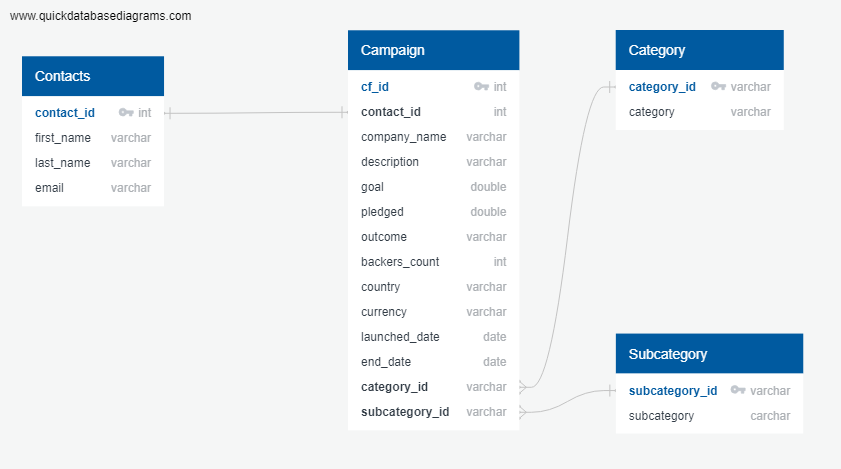 www.quickdatabasediagrams.com
Contacts
contact_id int
first_name varchar
last_name varchar
email varchar
Campaign
cf_id int
contact_id int
company_name varchar
description varchar
goal double
pledged double
outcome varchar
backers_count int
country varchar
currency varchar
launched_date date
end_date date
category_id varchar
subcategory_id varchar
Category
category_id varchar
category varchar
Subcategory
subcategory_id varchar
subcategory carchar